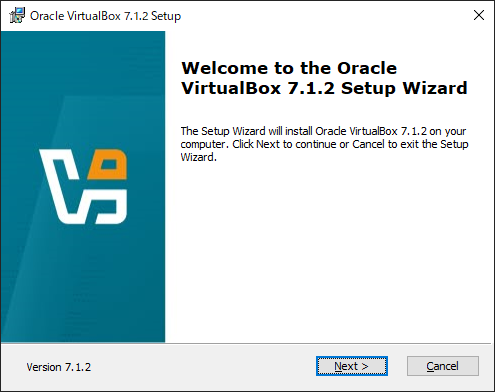 Oracle VirtualBox 7.1.2 Setup
Welcome to the Oracle
VirtualBox 7.1.2 Setup Wizard
The Setup Wizard will install Oracle VirtualBox 7.1.2 on your
computer. Click Next to continue or Cancel to exit the Setup
Wizard.
Version 7.1.2
Next >
Cancel